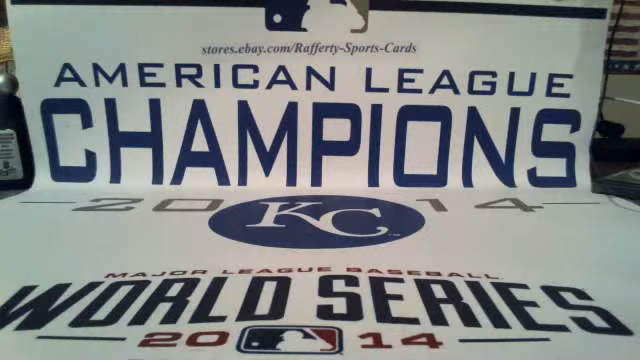 stores.ebay.com/Rafferty-Sports-Cards
AMERICAN LEAGUE
CHAMPIONS
20 KC 14
MAJOR LEAGUE BASEBALL
WORLD SERIES
20 14